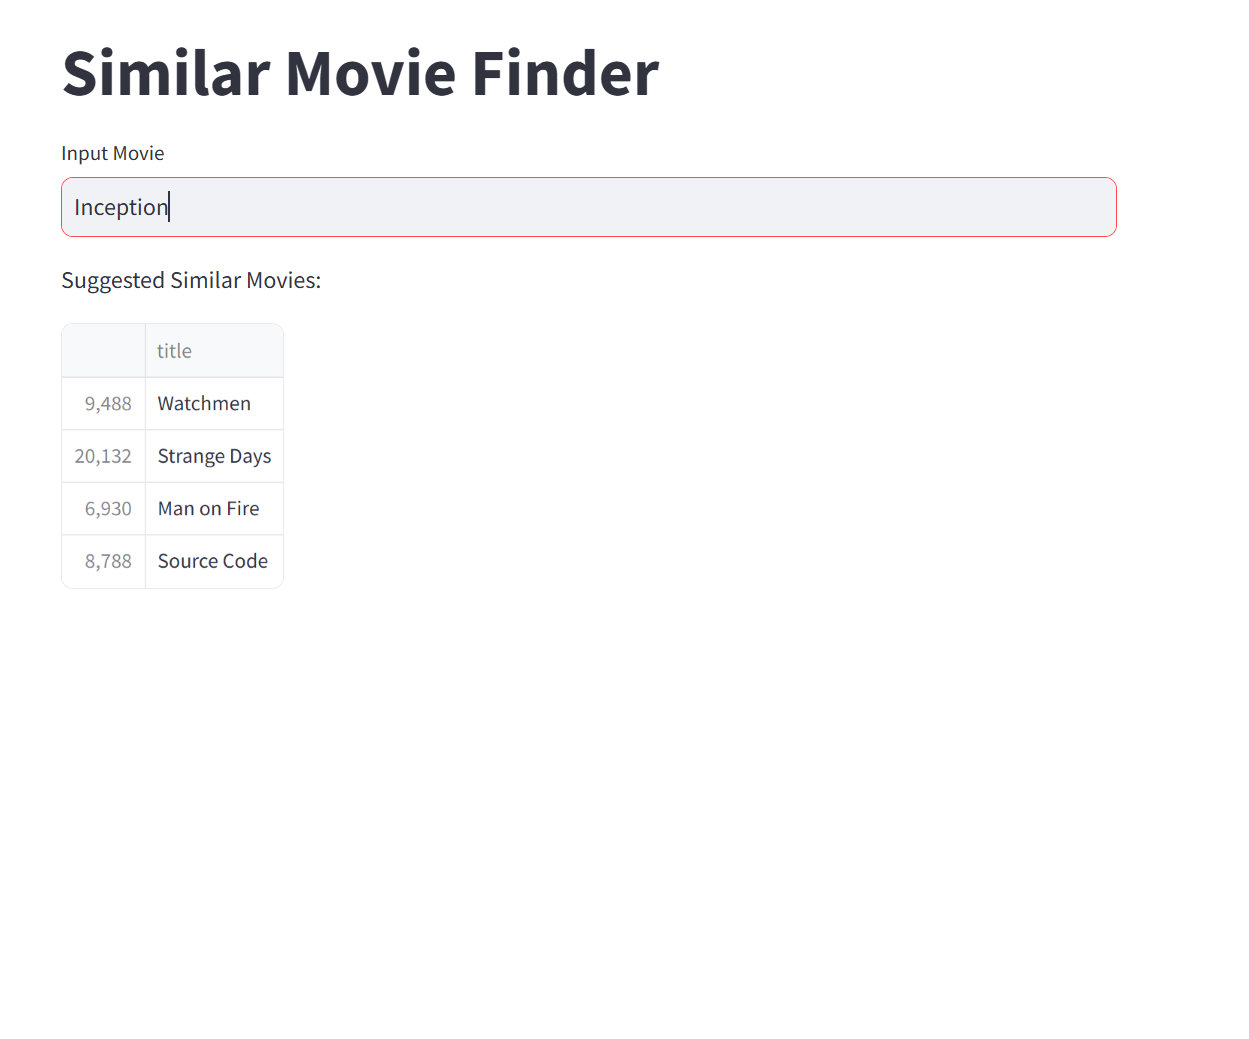 Similar Movie Finder
Input Movie
Inception
Suggested Similar Movies:
title
9,488 Watchmen
20,132 Strange Days
6,930 Man on Fire
8,788 Source Code